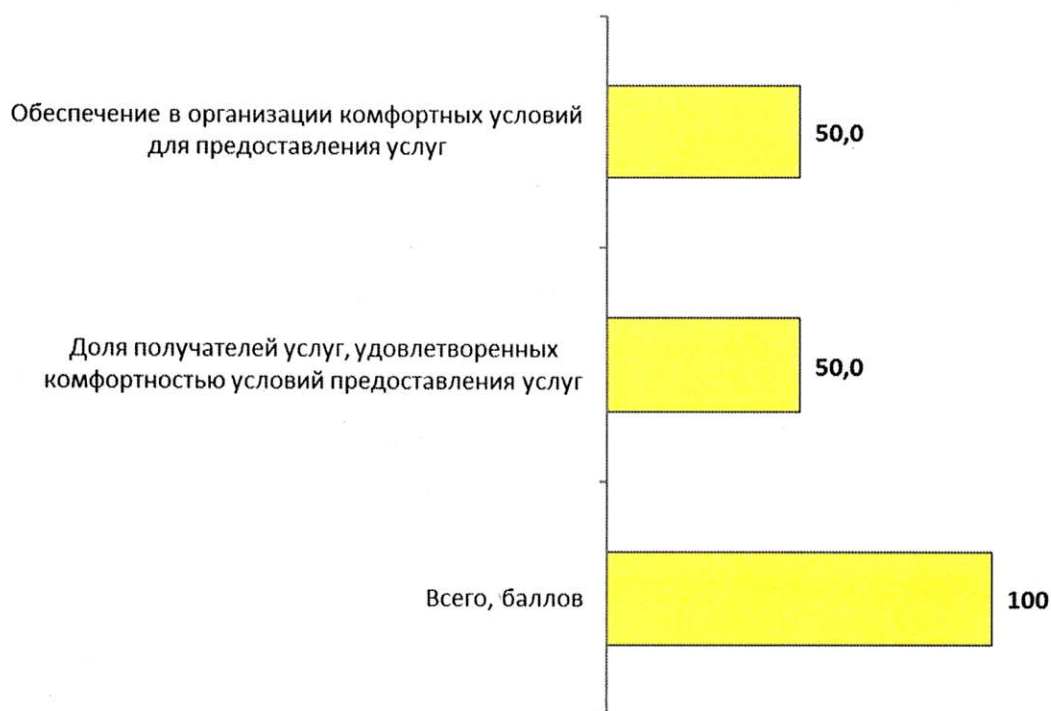 Обеспечение в организации комфортных условий
для предоставления услуг
50,0
Доля получателей услуг, удовлетворенных
комфортностью условий предоставления услуг
50,0
Всего, баллов
100